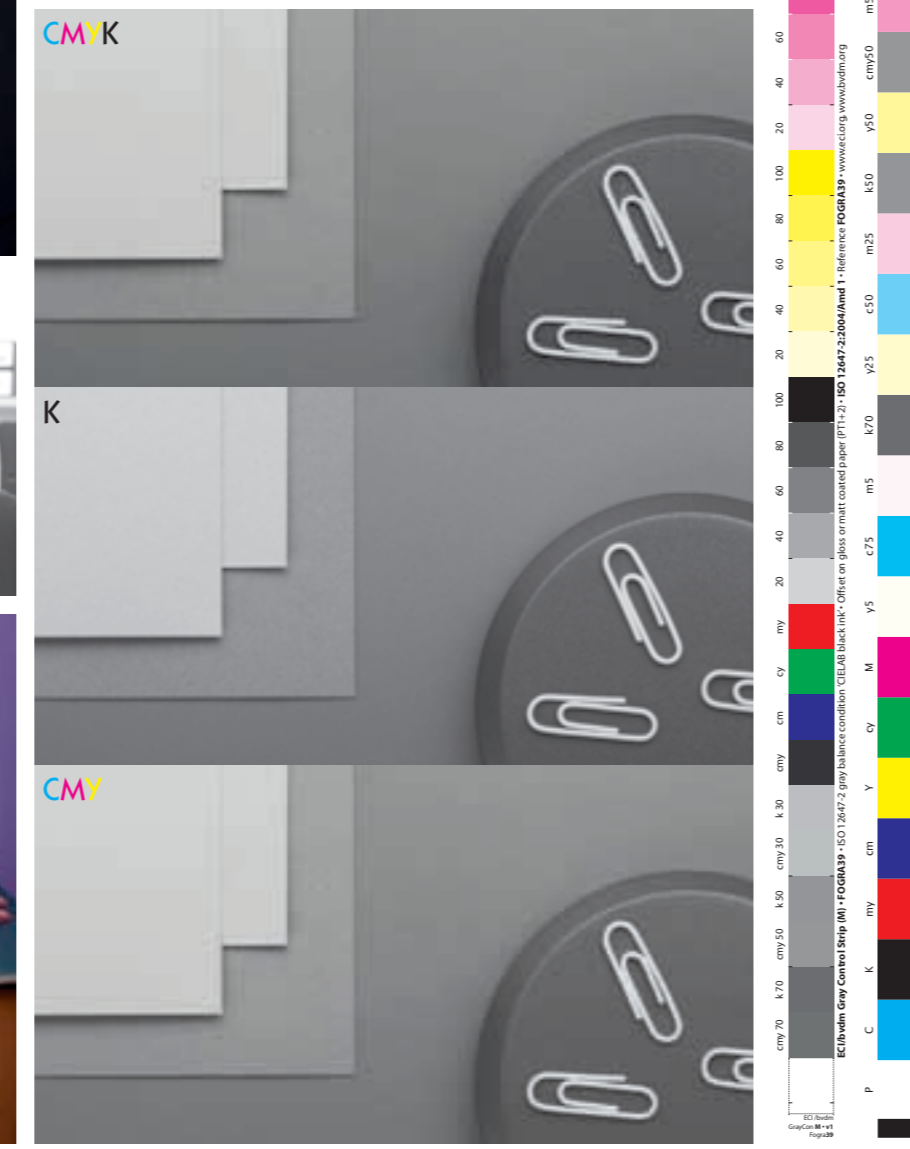 CMYK
K
CMY
60
40
20
100
80
60
40
20
100
80
60
40
20
my
cy
cm
cmy
k 30
cmy 30
k 50
cmy 50
k70
cmy 70
ECI /bvdm
GrayCon M • v1
Fogra39
ECI/bvdm Gray Control Strip (M) • FOGRA39 • ISO 12647-2 gray balance condition 'CIELAB black ink' • Offset on gloss or matt coated paper (PT1+2) • ISO 12647-2:2004/Amd 1 • Reference FOGRA39 • www.eci.org, www.bvdm.org
cmy50
y50
k50
m25
c50
y25
k70
m5
c75
y5
M
cy
Y
cm
my
K
C
P